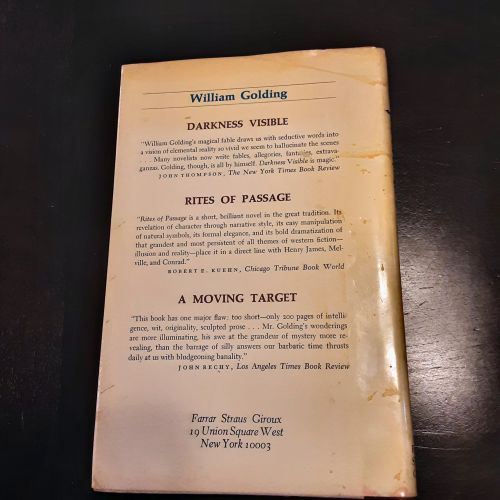 William Golding
DARKNESS VISIBLE
"William Golding's magical fable draws us with seductive words into
a vision of elemental reality so vivid we seem to hallucinate the scenes
. . . Many novelists now write fables, allegories, fantasies, extrava-
ganzas. Golding, though, is all by himself. Darkness Visible is magic."
JOHN THOMPSON, The New York Times Book Review
RITES OF PASSAGE
"Rites of Passage is a short, brilliant novel in the great tradition. Its
revelation of character through narrative style, its easy manipulation
of natural symbols, its formal elegance, and its bold dramatization of
that grandest and most persistent of all themes of western fiction—
illusion and reality—place it in a direct line with Henry James, Mel-
ville, and Conrad."
ROBERT E. KUEHN, Chicago Tribune Book World
A MOVING TARGET
"This book has one major flaw: too short—only 200 pages of intelli-
gence, wit, originality, sculpted prose . . . Mr. Golding's wonderings
are more illuminating, his awe at the grandeur of mystery more re-
vealing, than the barrage of silly answers our barbaric time thrusts
daily at us with bludgeoning banality."
JOHN RECHY, Los Angeles Times Book Review
Farrar Straus Giroux
19 Union Square West
New York 10003